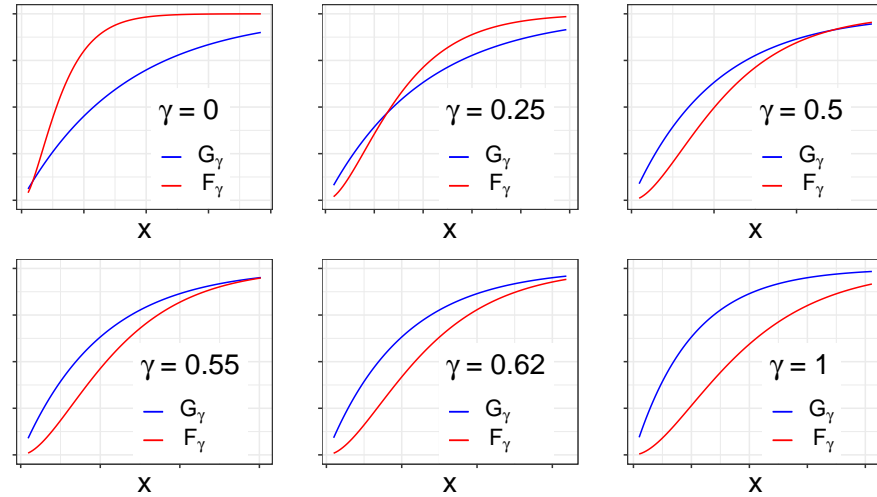 γ = 0
Gγ
Fγ
x
γ = 0.25
Gγ
Fγ
x
γ = 0.5
Gγ
Fγ
x
γ = 0.55
Gγ
Fγ
x
γ = 0.62
Gγ
Fγ
x
γ = 1
Gγ
Fγ
x